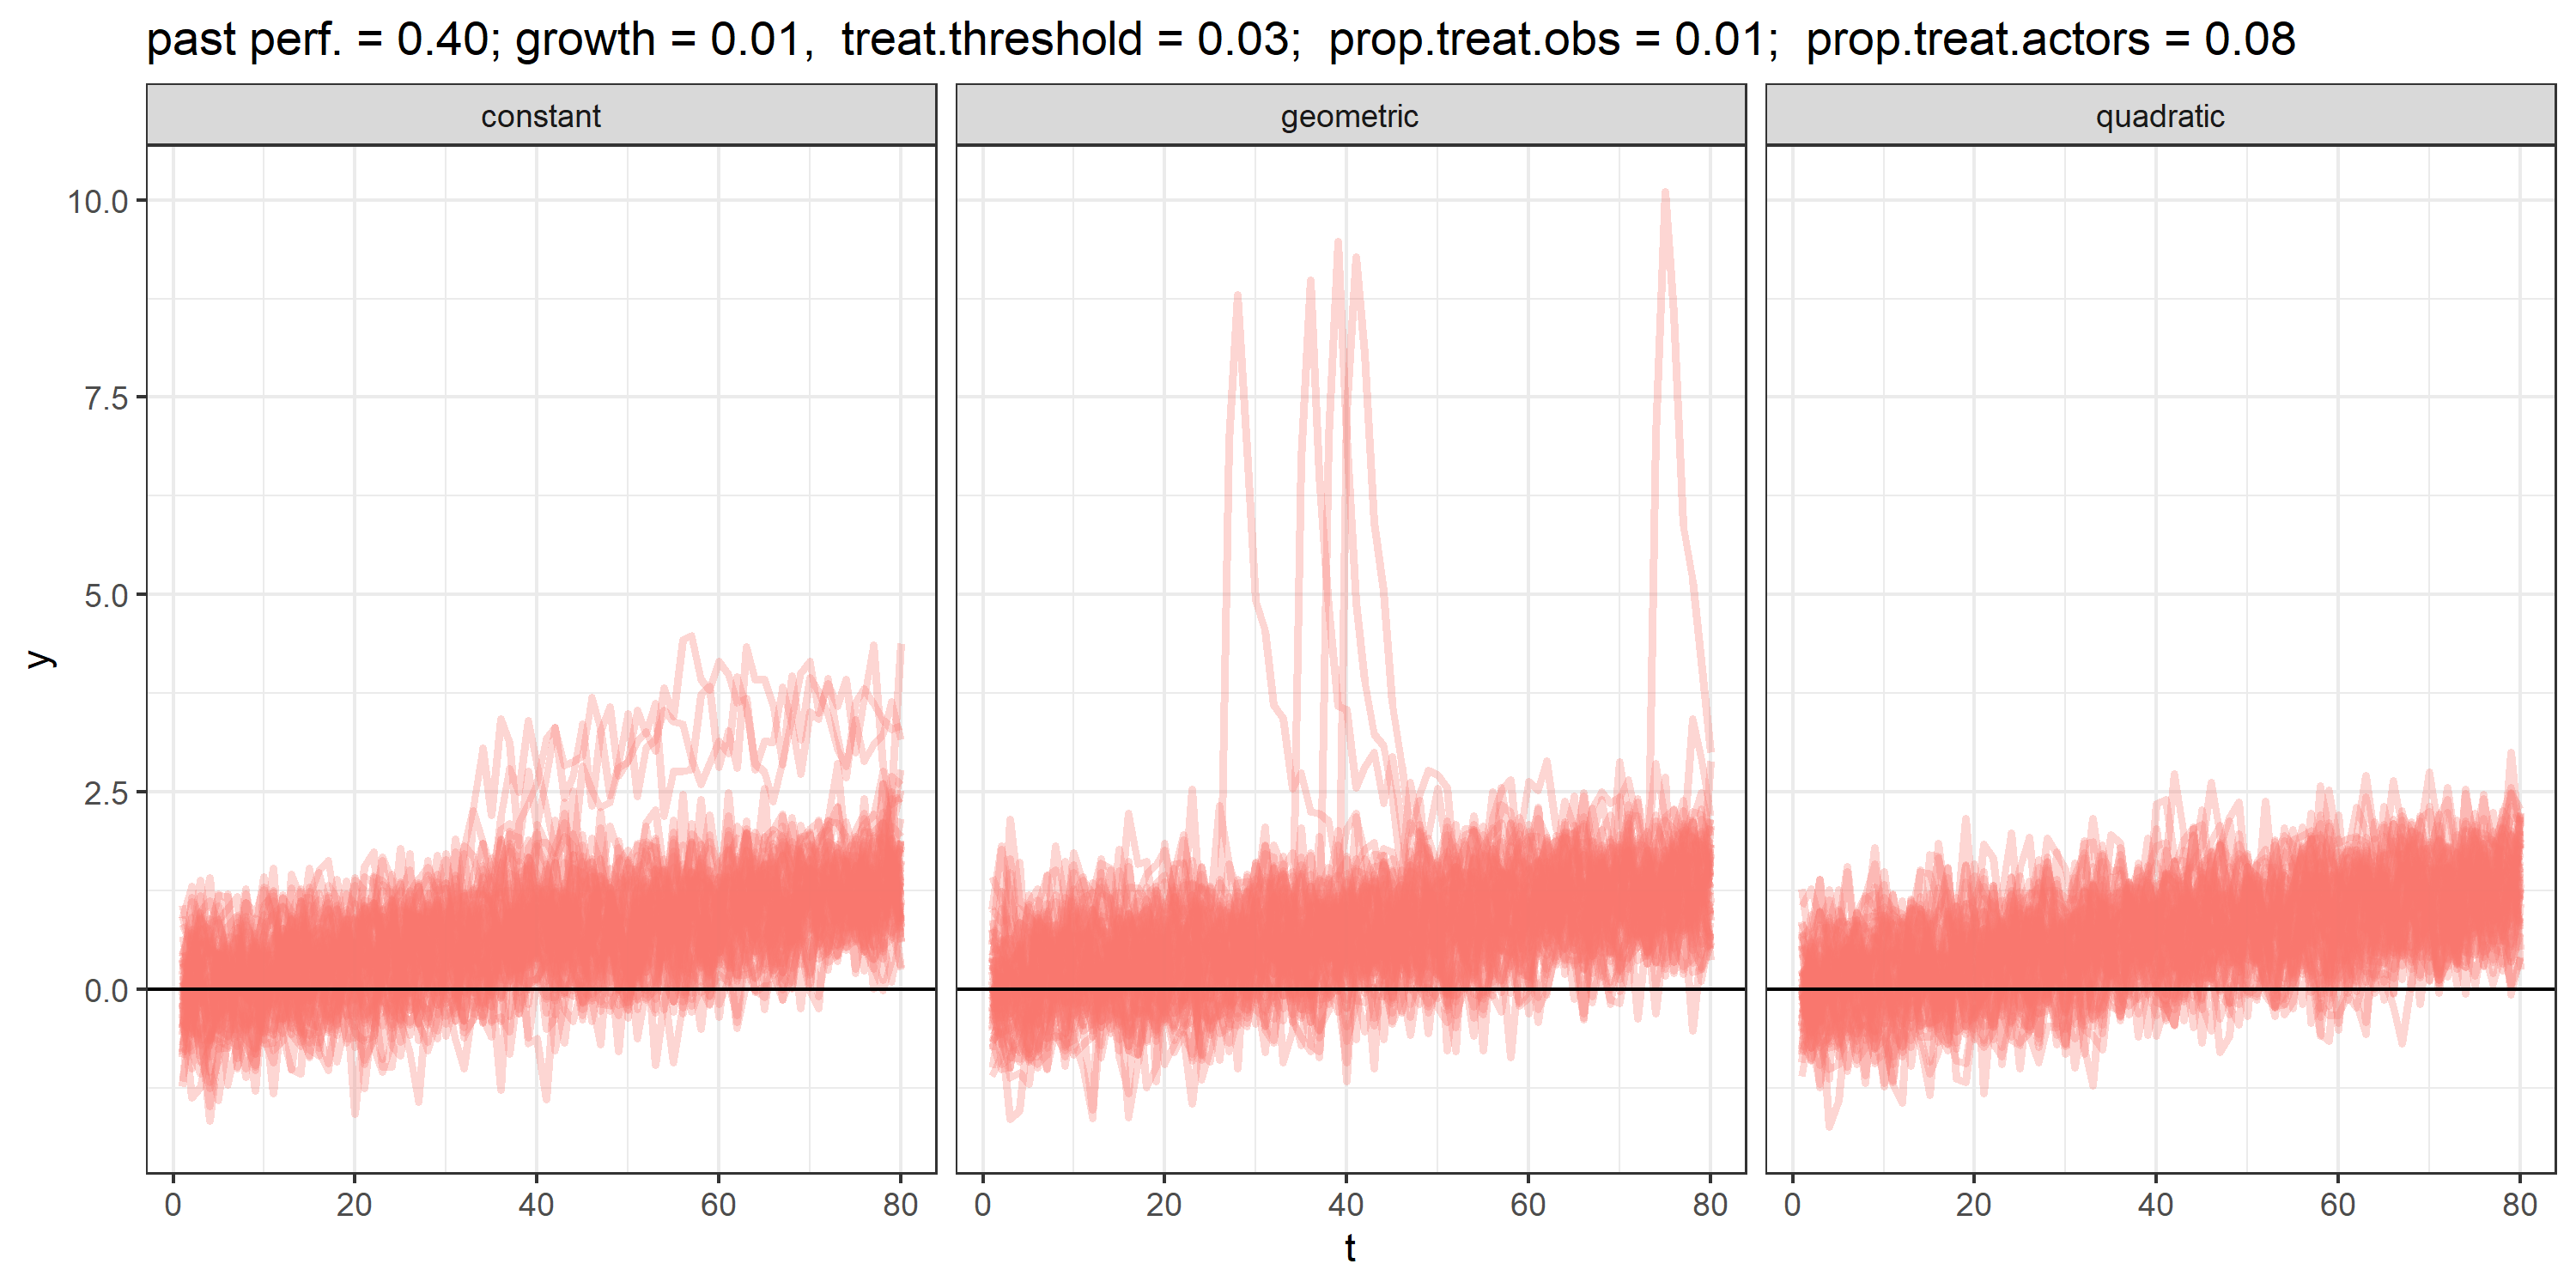 past perf. = 0.40; growth = 0.01,  treat.threshold = 0.03;  prop.treat.obs = 0.01;  prop.treat.actors = 0.08
constant
geometric
quadratic
10.0
7.5
5.0
2.5
0.0
y
0 20 40 60 80
0 20 40 60 80
0 20 40 60 80
t